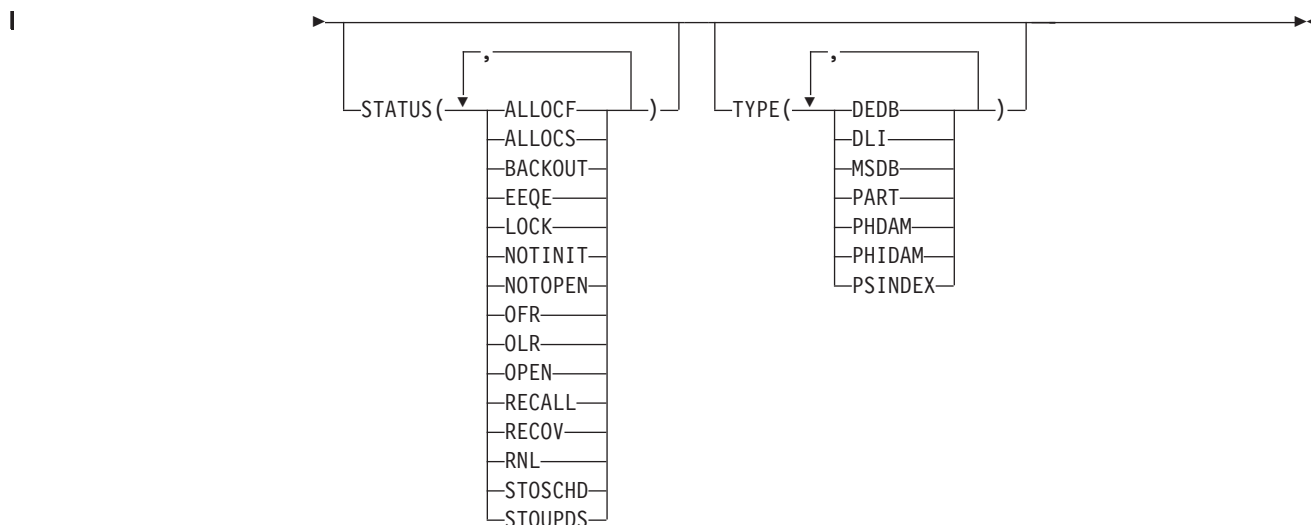 , ,
STATUS( ALLOCF ) TYPE( DEDB )
ALLOCS DLI
BACKOUT MSDB
EEQE PART
LOCK PHDAM
NOTINIT PHIDAM
NOTOPEN PSINDEX
OFR
OLR
OPEN
RECALL
RECOV
RNL
STOSCHD
STOUPDS